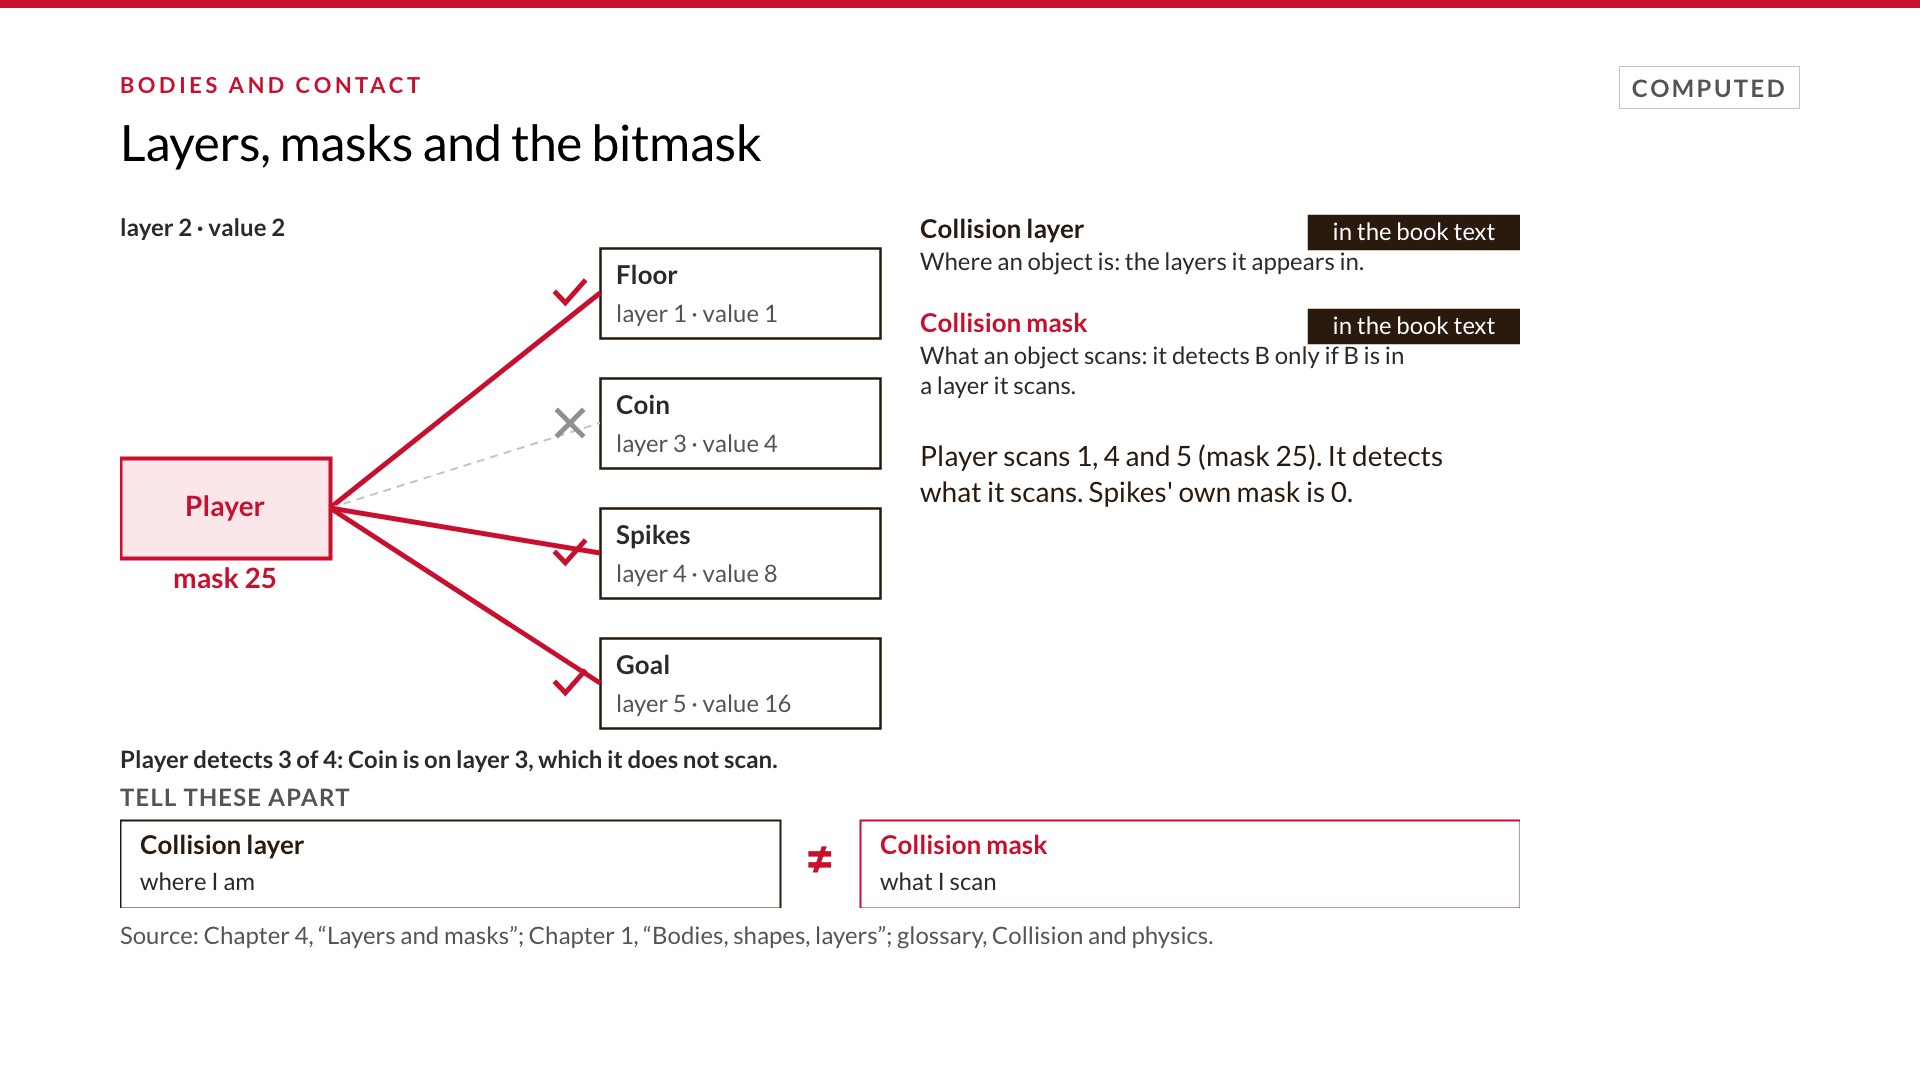 BODIES AND CONTACT
COMPUTED
Layers, masks and the bitmask
layer 2 · value 2
Floor
layer 1 · value 1
Coin
layer 3 · value 4
Player
mask 25
Spikes
layer 4 · value 8
Goal
layer 5 · value 16
Collision layer
in the book text
Where an object is: the layers it appears in.
Collision mask
in the book text
What an object scans: it detects B only if B is in
a layer it scans.
Player scans 1, 4 and 5 (mask 25). It detects
what it scans. Spikes' own mask is 0.
Player detects 3 of 4: Coin is on layer 3, which it does not scan.
TELL THESE APART
Collision layer
where I am
≠
Collision mask
what I scan
Source: Chapter 4, “Layers and masks”; Chapter 1, “Bodies, shapes, layers”; glossary, Collision and physics.